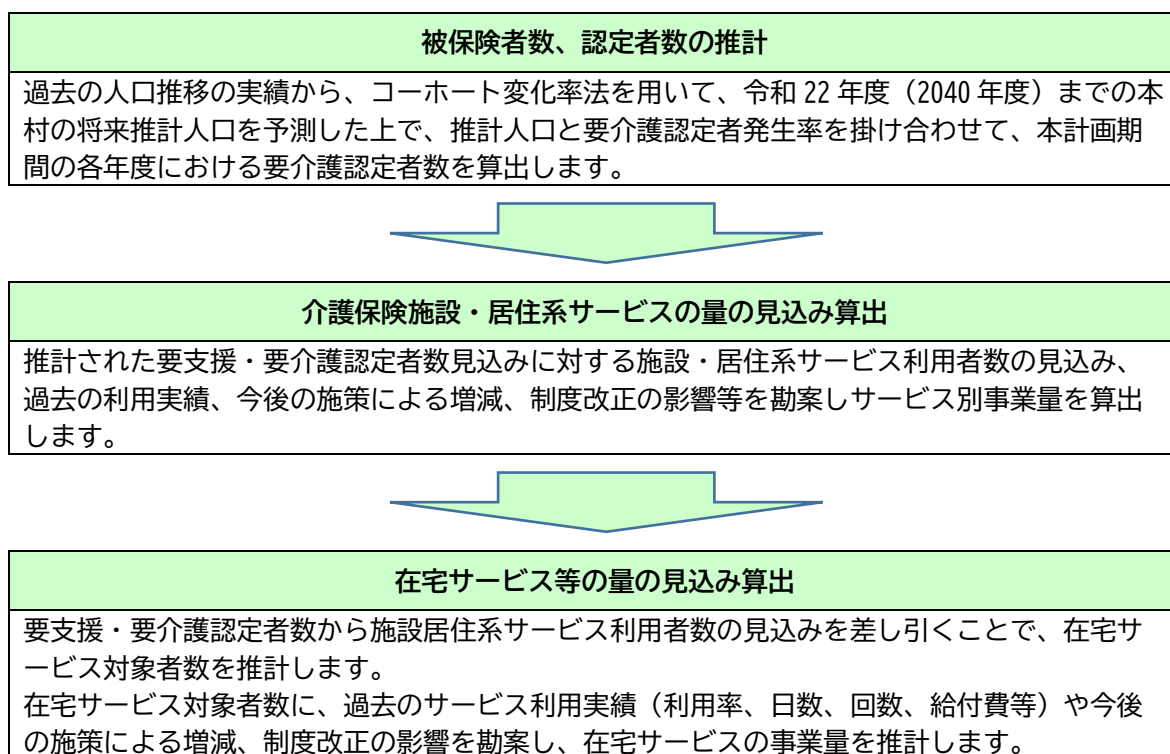 被保険者数、認定者数の推計
過去の人口推移の実績から、コーホート変化率法を用いて、令和 22 年度（2040 年度）までの本
村の将来推計人口を予測した上で、推計人口と要介護認定者発生率を掛け合わせて、本計画期
間の各年度における要介護認定者数を算出します。
介護保険施設・居住系サービスの量の見込み算出
推計された要支援・要介護認定者数見込みに対する施設・居住系サービス利用者数の見込み、
過去の利用実績、今後の施策による増減、制度改正の影響等を勘案しサービス別事業量を算出
します。
在宅サービス等の量の見込み算出
要支援・要介護認定者数から施設居住系サービス利用者数の見込みを差し引くことで、在宅サ
ービス対象者数を推計します。
在宅サービス対象者数に、過去のサービス利用実績（利用率、日数、回数、給付費等）や今後
の施策による増減、制度改正の影響を勘案し、在宅サービスの事業量を推計します。